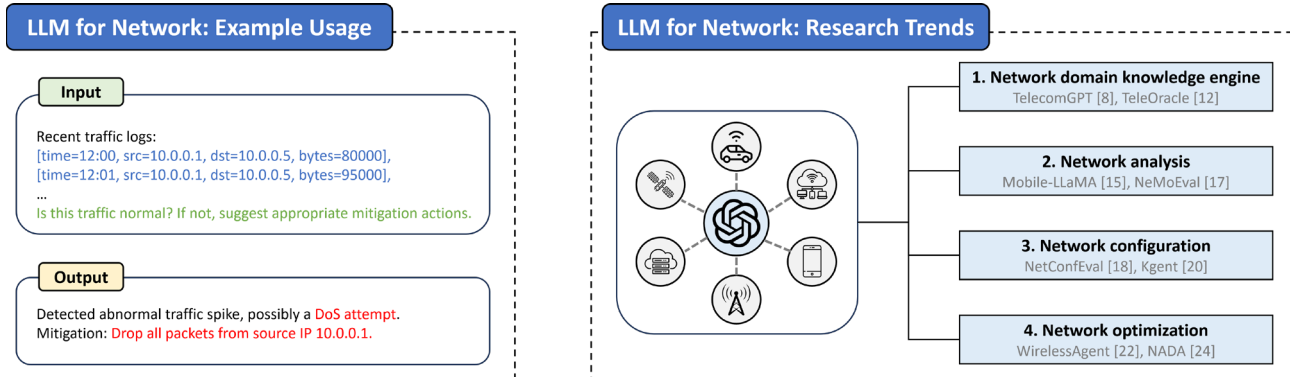 LLM for Network: Example Usage
Input
Recent traffic logs:
[time=12:00, src=10.0.0.1, dst=10.0.0.5, bytes=80000],
[time=12:01, src=10.0.0.1, dst=10.0.0.5, bytes=95000],
...
Is this traffic normal? If not, suggest appropriate mitigation actions.
Output
Detected abnormal traffic spike, possibly a DoS attempt.
Mitigation: Drop all packets from source IP 10.0.0.1.
LLM for Network: Research Trends
1. Network domain knowledge engine
TelecomGPT [8], TeleOracle [12]
2. Network analysis
Mobile-LLaMA [15], NeMoEval [17]
3. Network configuration
NetConfEval [18], Kgent [20]
4. Network optimization
WirelessAgent [22], NADA [24]